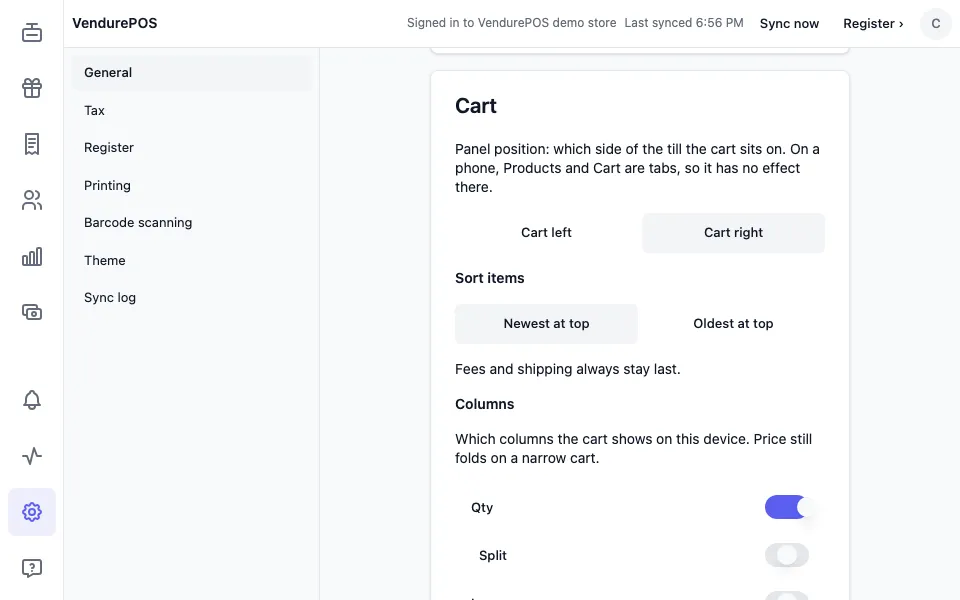 VendurePOS
Signed in to VendurePOS demo store
Last synced 6:56 PM
Sync now
Register ›
C
General
Tax
Register
Printing
Barcode scanning
Theme
Sync log
Cart
Panel position: which side of the till the cart sits on. On a
phone, Products and Cart are tabs, so it has no effect
there.
Cart left
Cart right
Sort items
Newest at top
Oldest at top
Fees and shipping always stay last.
Columns
Which columns the cart shows on this device. Price still
folds on a narrow cart.
Qty
Split